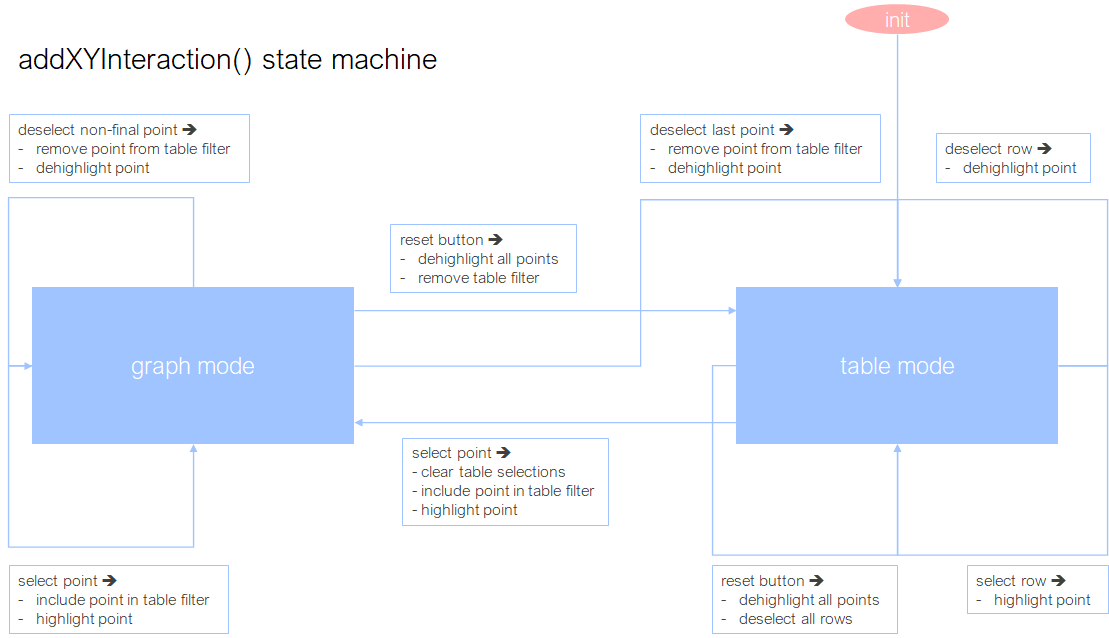 init
addXYInteraction() state machine
deselect non-final point ➔
- remove point from table filter
- dehighlight point
deselect last point ➔
- remove point from table filter
- dehighlight point
deselect row ➔
- dehighlight point
reset button ➔
- dehighlight all points
- remove table filter
graph mode
table mode
select point ➔
- clear table selections
- include point in table filter
- highlight point
select point ➔
- include point in table filter
- highlight point
reset button ➔
- dehighlight all points
- deselect all rows
select row ➔
- highlight point